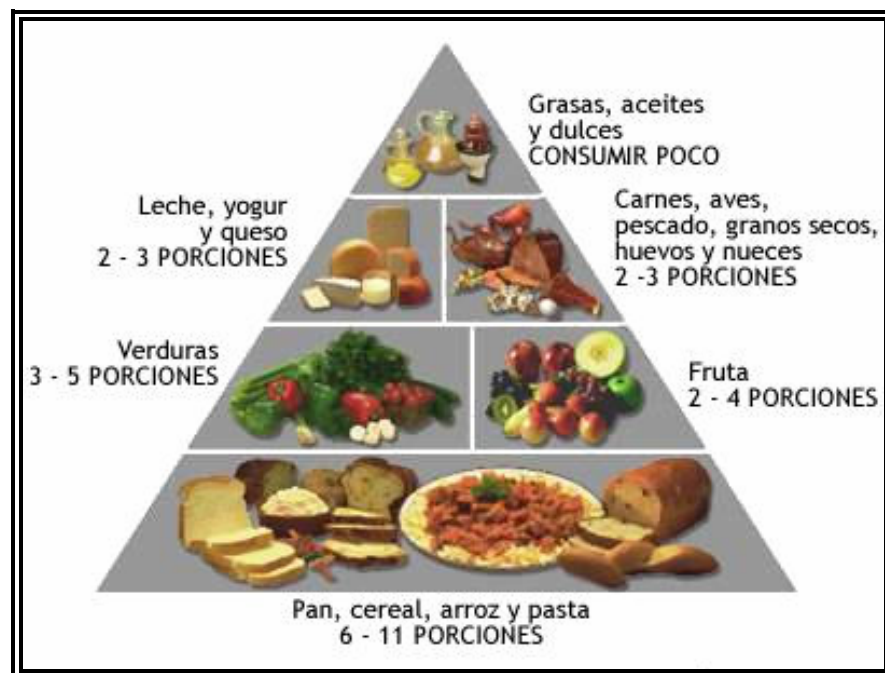 Grasas, aceites
y dulces
CONSUMIR POCO
Leche, yogur
y queso
2 - 3 PORCIONES
Carnes, aves,
pescado, granos secos,
huevos y nueces
2 -3 PORCIONES
Verduras
3 - 5 PORCIONES
Fruta
2 - 4 PORCIONES
Pan, cereal, arroz y pasta
6 - 11 PORCIONES